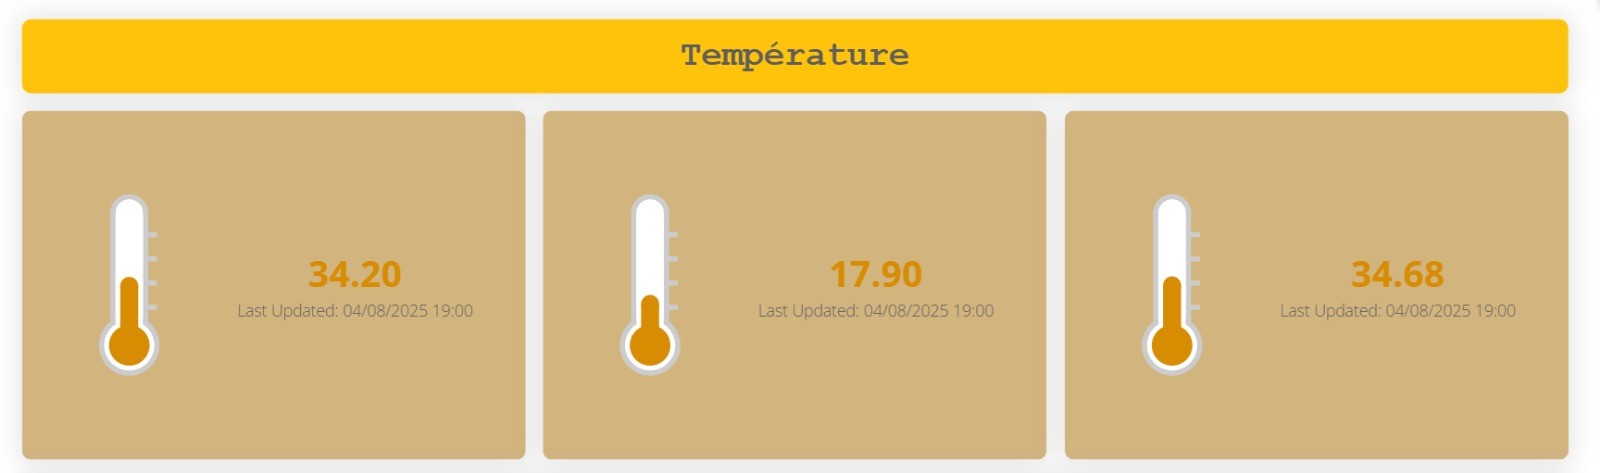 Température
34.20
Last Updated: 04/08/2025 19:00
17.90
Last Updated: 04/08/2025 19:00
34.68
Last Updated: 04/08/2025 19:00